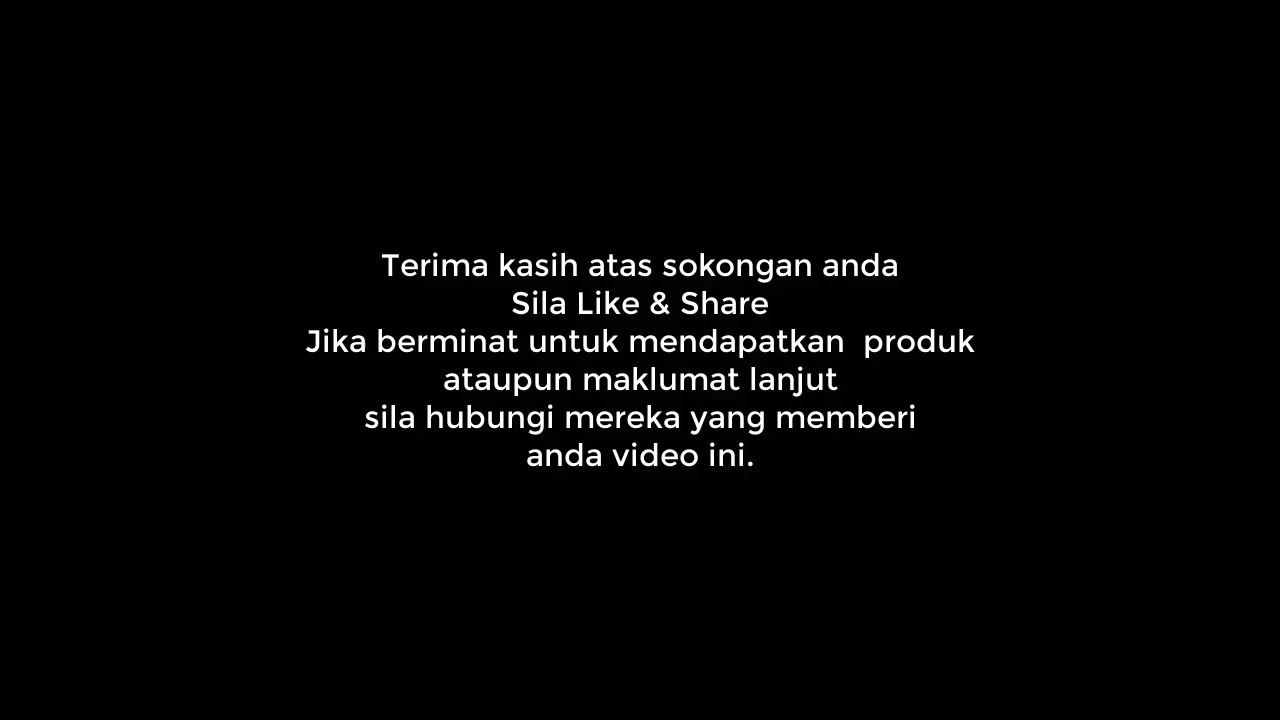 Terima kasih atas sokongan anda
Sila Like & Share
Jika berminat untuk mendapatkan  produk
ataupun maklumat lanjut
sila hubungi mereka yang memberi
anda video ini.